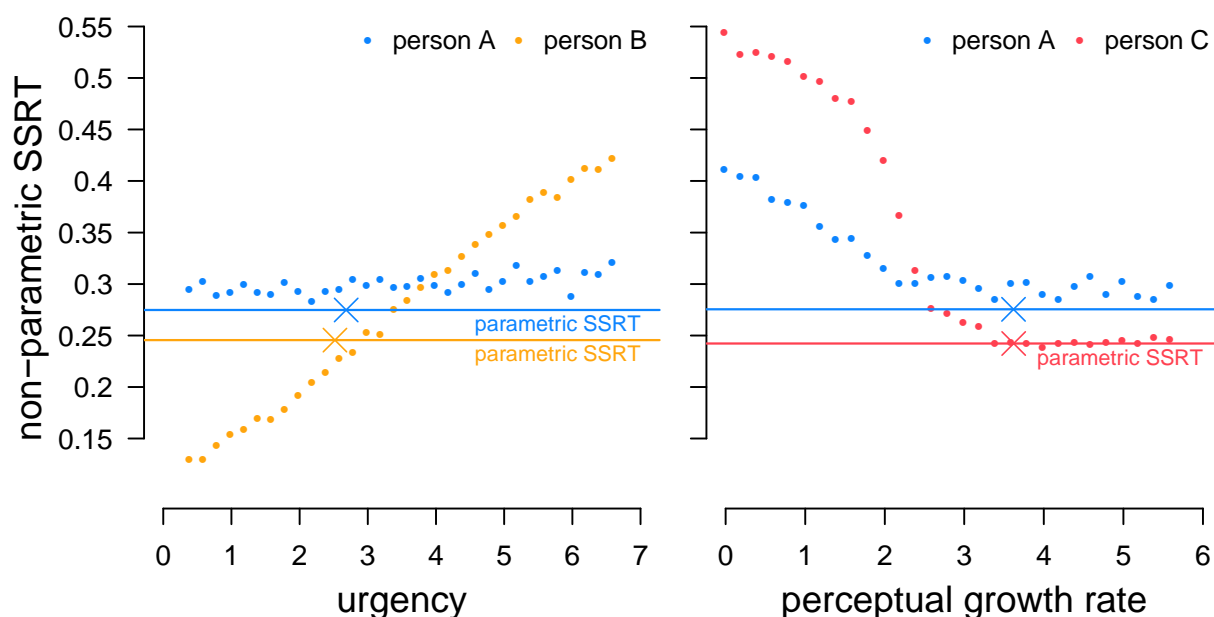 0.55
0.5
0.45
0.4
0.35
0.3
0.25
0.2
0.15
non−parametric SSRT
person A person B
parametric SSRT
parametric SSRT
0 1 2 3 4 5 6 7
urgency
person A person C
parametric SSRT
0 1 2 3 4 5 6
perceptual growth rate